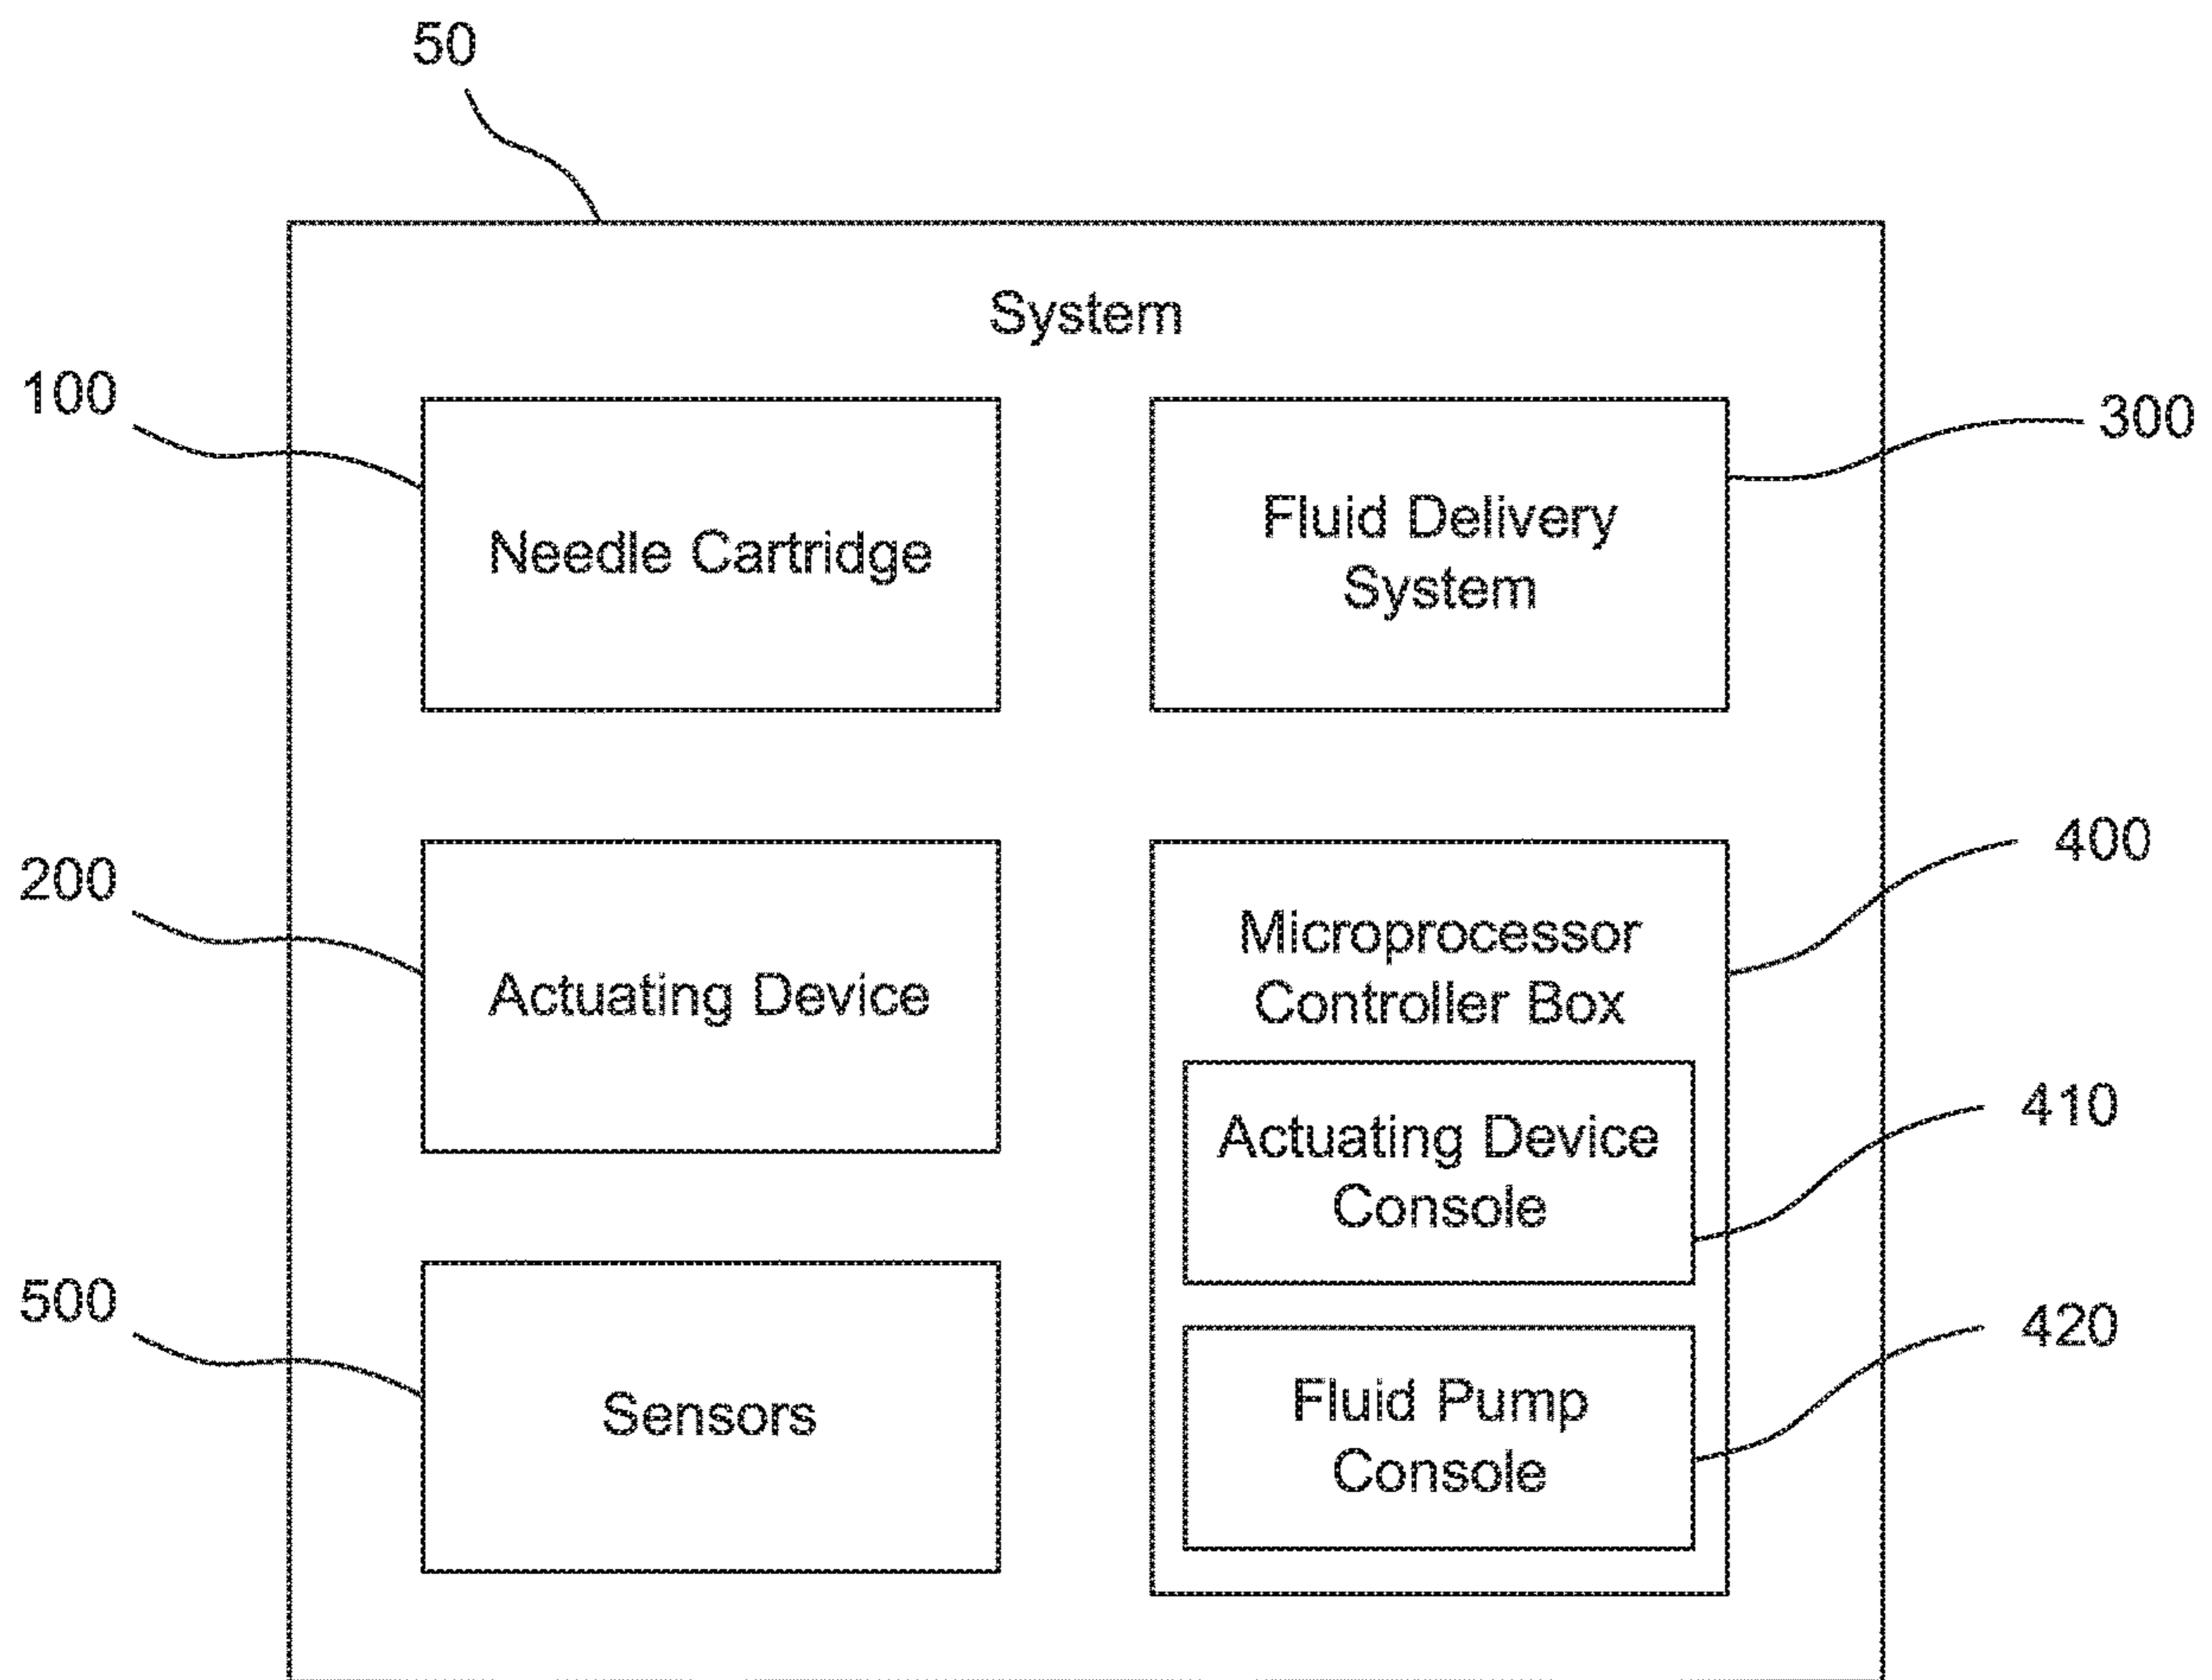 50
System
100
Needle Cartridge
Fluid Delivery
System
300
200
Actuating Device
Microprocessor
Controller Box
400
Actuating Device
Console
410
500
Sensors
Fluid Pump
Console
420